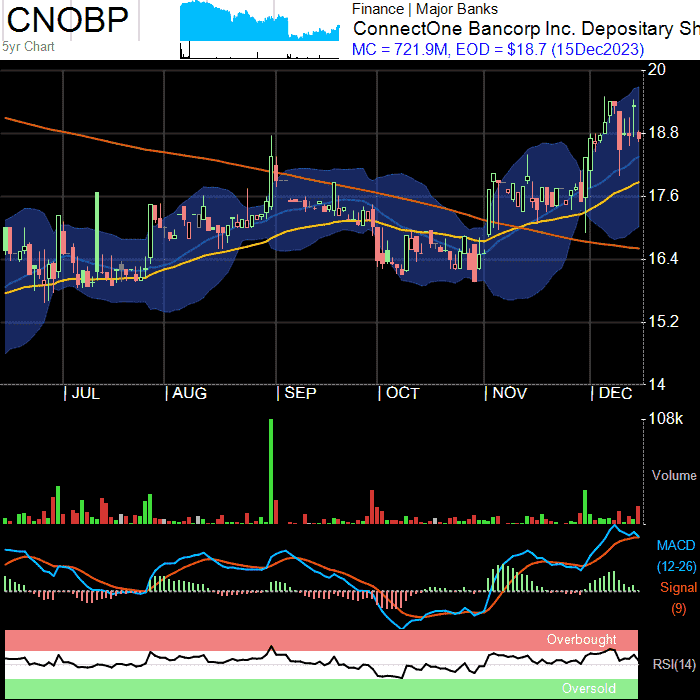 CNOBP
5yr Chart
Finance | Major Banks
ConnectOne Bancorp Inc. Depositary Sh
MC = 721.9M, EOD = $18.7 (15Dec2023)
20
18.8
17.6
16.4
15.2
14
JUL AUG SEP OCT NOV DEC
108k
Volume
MACD
(12-26)
Signal
(9)
Overbought
RSI(14)
Oversold